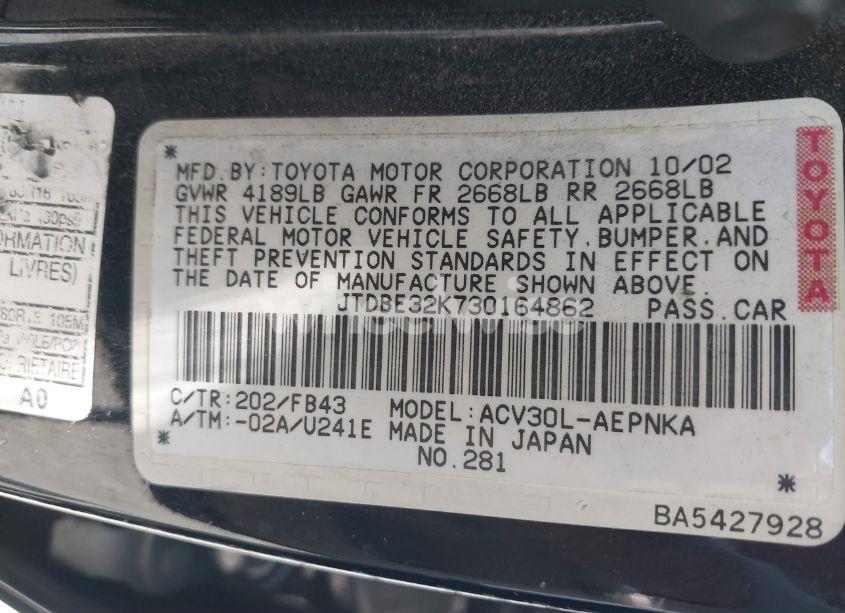 MFD.BY:TOYOTA MOTOR CORPORATION 10/02
GVWR 4189LB GAWR FR 2668LB RR 2668LB
THIS VEHICLE CONFORMS TO ALL APPLICABLE
FEDERAL MOTOR VEHICLE SAFETY,BUMPER,AND
THEFT PREVENTION STANDARDS IN EFFECT ON
THE DATE OF MANUFACTURE SHOWN ABOVE.
JTDBE32K730164862 PASS.CAR
C/TR:202/FB43 MODEL:ACV30L-AEPNKA
A/TM:-02A/U241E MADE IN JAPAN
NO.281
BA5427928
TOYOTA
LIVRES)
A0